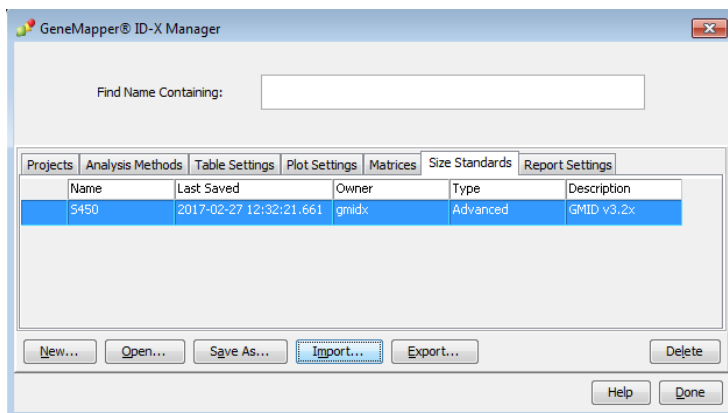 GeneMapper® ID-X Manager
Find Name Containing:
Projects Analysis Methods Table Settings Plot Settings Matrices Size Standards Report Settings
Name Last Saved Owner Type Description
S450 2017-02-27 12:32:21.661 gmidx Advanced GMID v3.2x
New... Open... Save As... Import... Export... Delete
Help Done